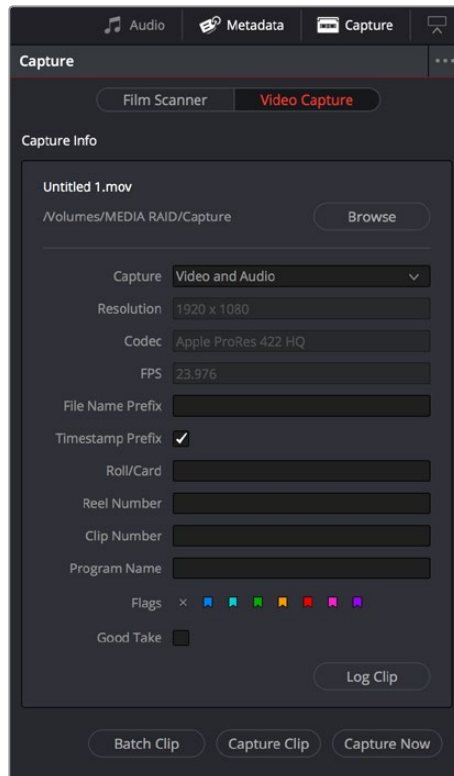 Audio Metadata Capture
Capture
Film Scanner Video Capture
Capture Info
Untitled 1.mov
/Volumes/MEDIA RAID/Capture Browse
Capture Video and Audio
Resolution 1920 x 1080
Codec Apple ProRes 422 HQ
FPS 23.976
File Name Prefix
Timestamp Prefix
Roll/Card
Reel Number
Clip Number
Program Name
Flags
Good Take
Log Clip
Batch Clip Capture Clip Capture Now